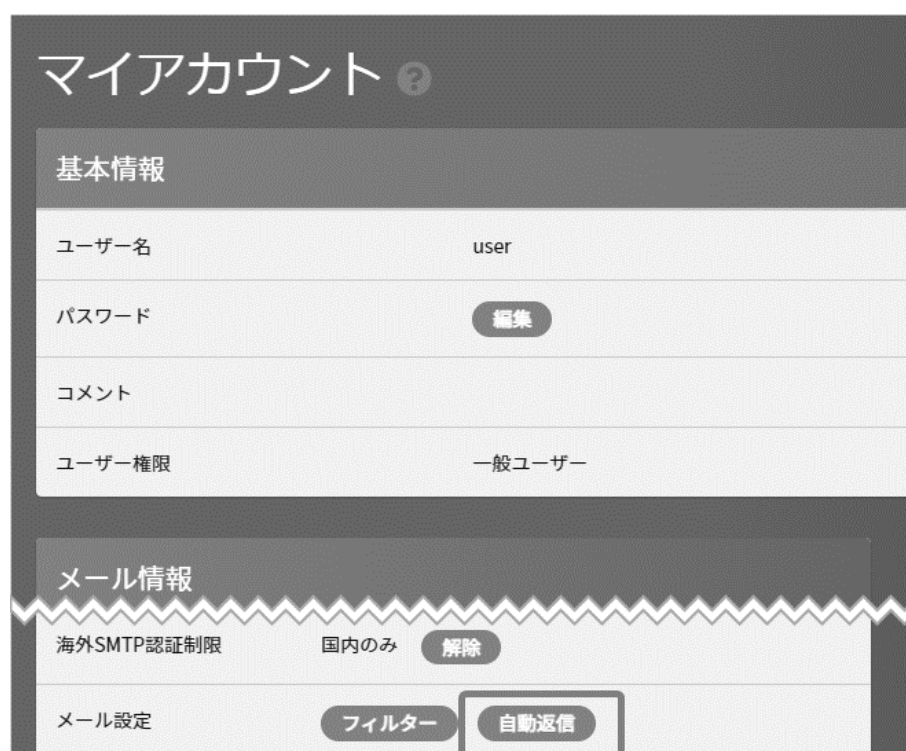 マイアカウント ?
基本情報
ユーザー名 user
パスワード 編集
コメント
ユーザー権限 一般ユーザー
メール情報
海外SMTP認証制限 国内のみ 解除
メール設定 フィルター 自動返信